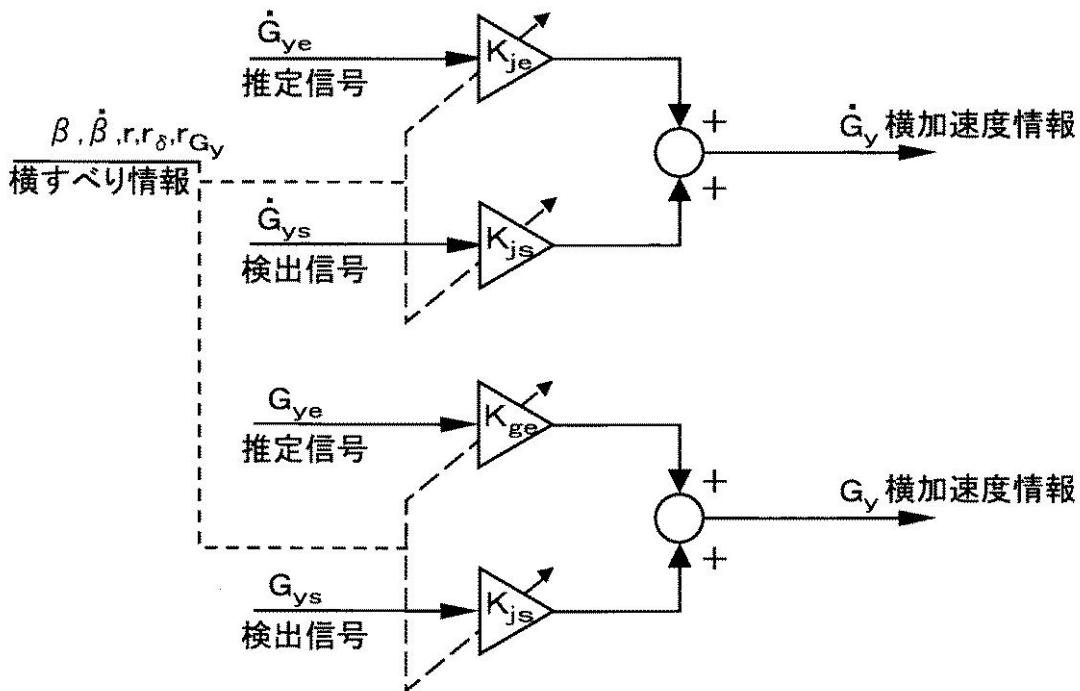 Ġye
推定信号
Kje
β, β̇, r, rδ, rGy
横すべり情報
+
Ġy 横加速度情報
+
Ġys
検出信号
Kjs
Gye
推定信号
Kge
+
Gy 横加速度情報
+
Gys
検出信号
Kjs